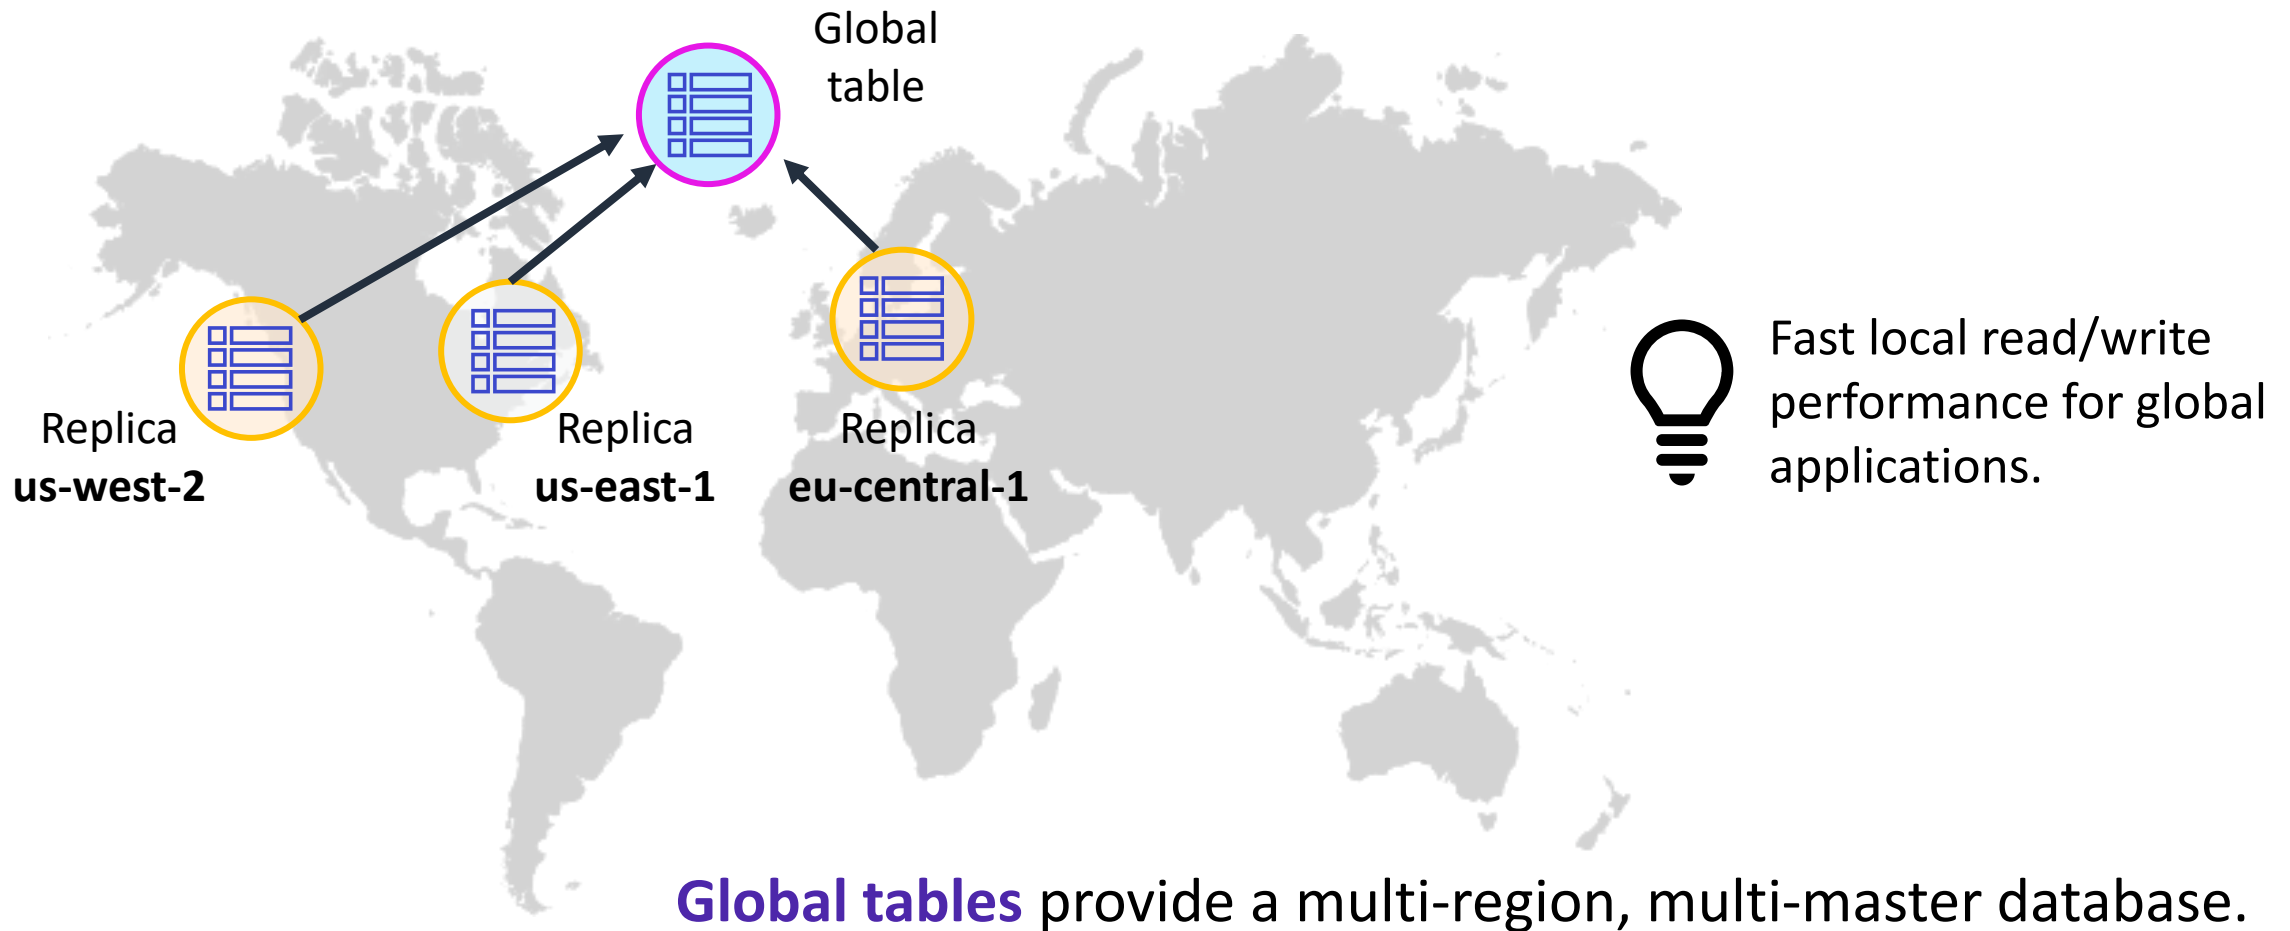 Global
table
Replica
us-west-2
Replica
us-east-1
Replica
eu-central-1
Fast local read/write
performance for global
applications.
Global tables provide a multi-region, multi-master database.